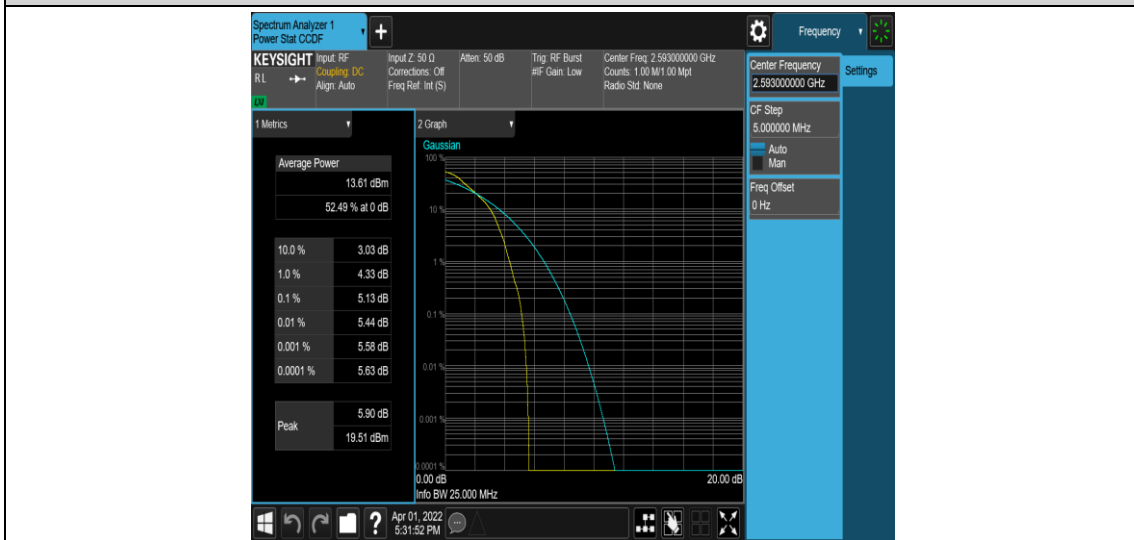 Spectrum Analyzer 1
Power Stat CCDF
+
Frequency
KEYSIGHT
RL
Input: RF
Coupling: DC
Align: Auto
Input Z: 50 Ω
Corrections: Off
Freq Ref: Int (S)
Atten: 50 dB
Trig: RF Burst
#IF Gain: Low
Center Freq: 2.593000000 GHz
Counts: 1.00 M/1.00 Mpt
Radio Std: None
Center Frequency
2.593000000 GHz
Settings
CF Step
5.000000 MHz
Auto
Man
Freq Offset
0 Hz
1 Metrics
Average Power
13.61 dBm
52.49 % at 0 dB
10.0 % 3.03 dB
1.0 % 4.33 dB
0.1 % 5.13 dB
0.01 % 5.44 dB
0.001 % 5.58 dB
0.0001 % 5.63 dB
Peak
5.90 dB
19.51 dBm
2 Graph
Gaussian
100 %
10 %
1 %
0.1 %
0.01 %
0.001 %
0.0001 %
0.00 dB 20.00 dB
Info BW 25.000 MHz
?
Apr 01, 2022
5:31:52 PM